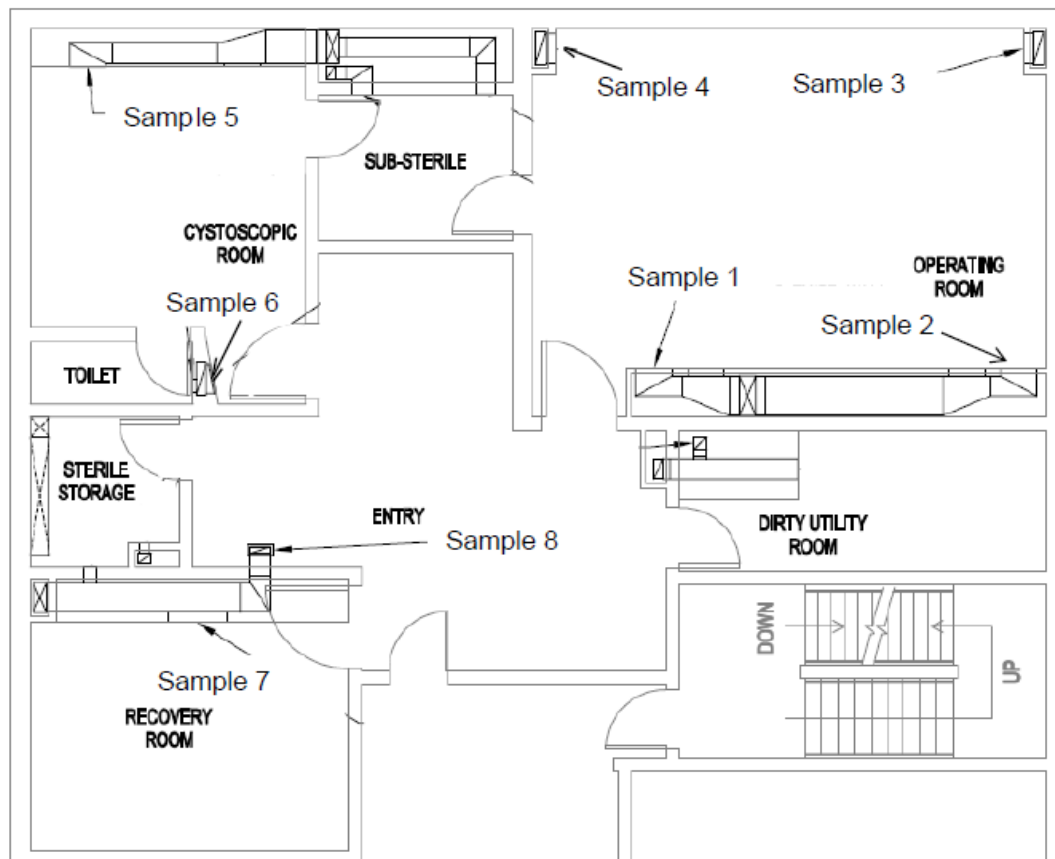 Sample 4
Sample 3
Sample 5
SUB-STERILE
CYSTOSCOPIC
ROOM
OPERATING
ROOM
Sample 1
Sample 6
Sample 2
TOILET
STERILE
STORAGE
ENTRY
DIRTY UTILITY
ROOM
Sample 8
DOWN
UP
Sample 7
RECOVERY
ROOM